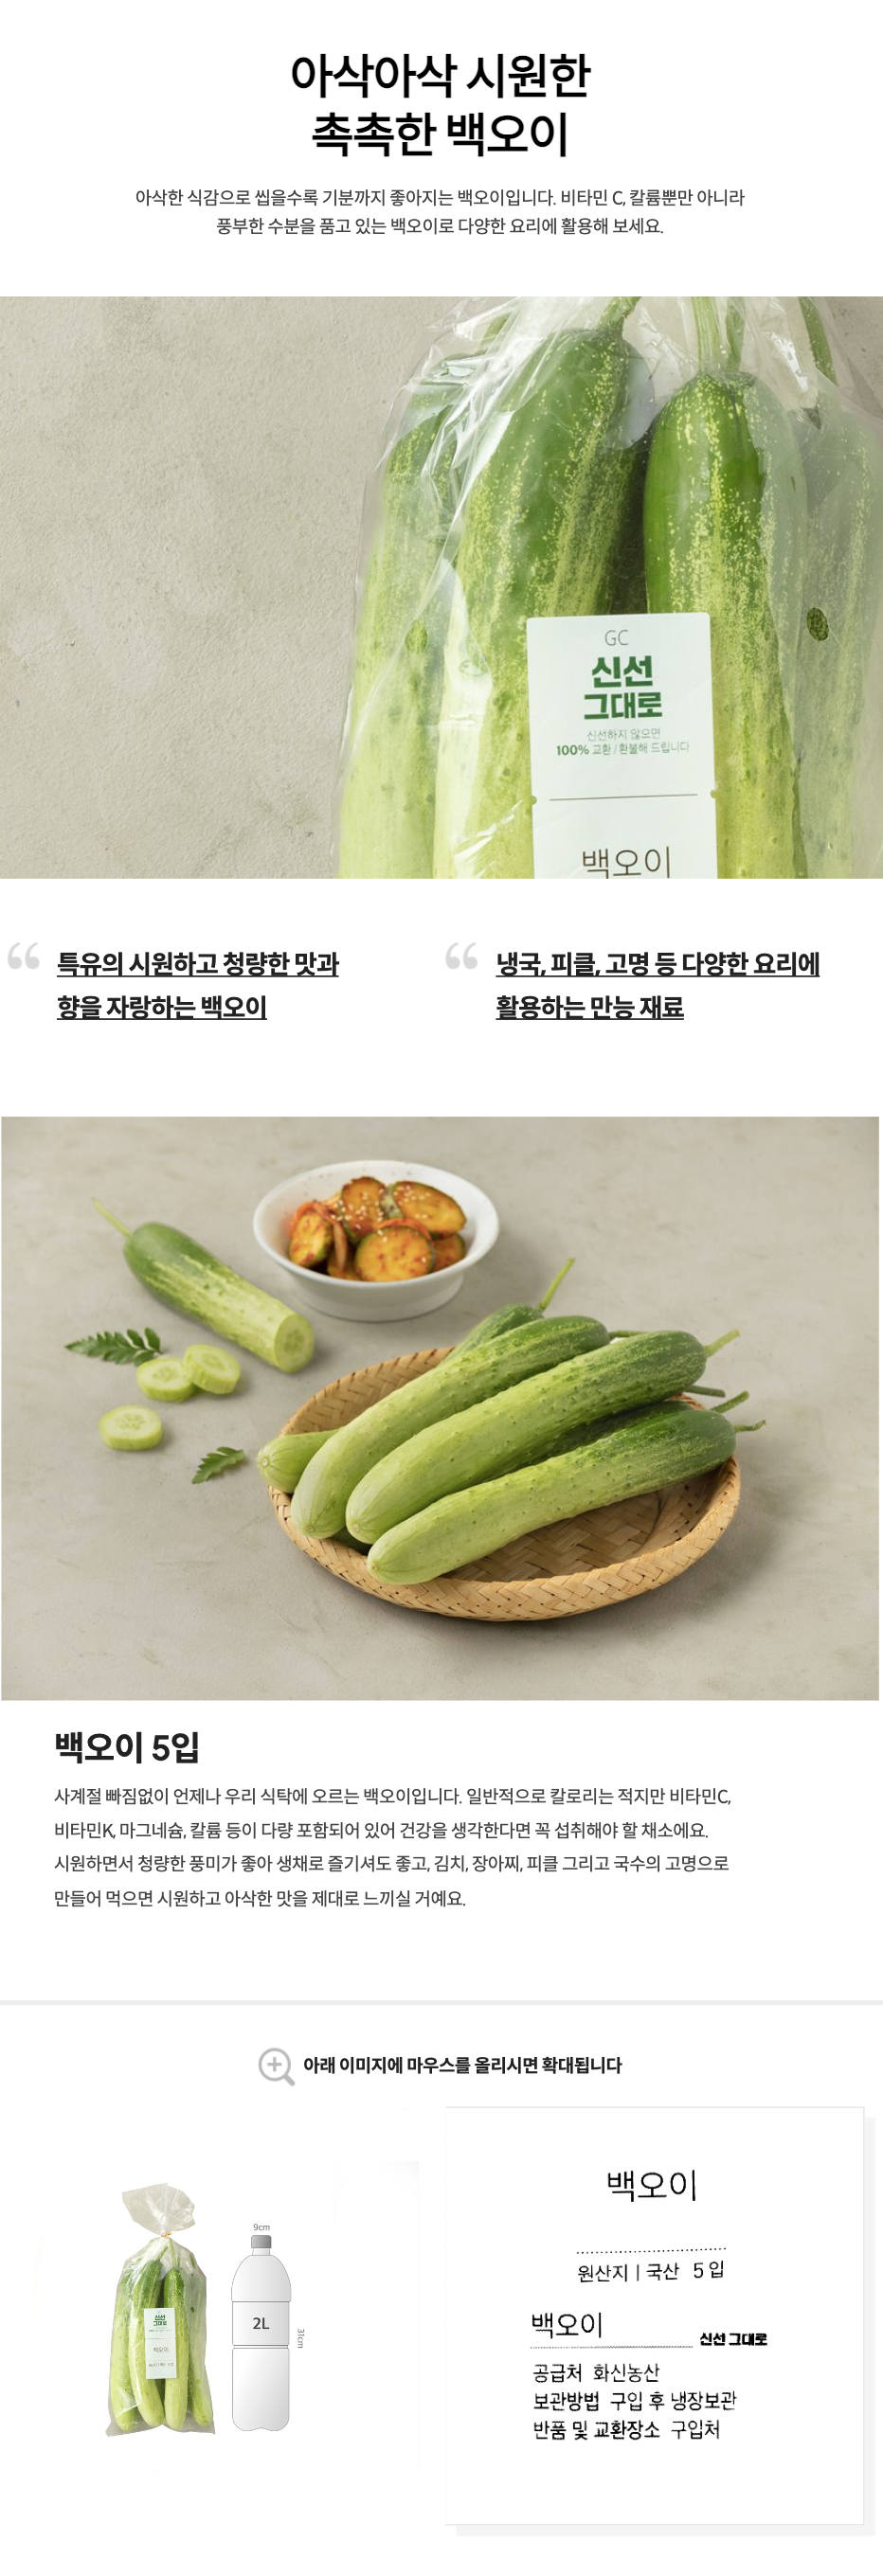 아삭아삭 시원한
촉촉한 백오이
아삭한 식감으로 씹을수록 기분까지 좋아지는 백오이입니다. 비타민 C, 칼륨뿐만 아니라
풍부한 수분을 품고 있는 백오이로 다양한 요리에 활용해 보세요.
GC
신선
그대로
신선하지 않으면
100% 교환/환불해 드립니다
백오이
특유의 시원하고 청량한 맛과
향을 자랑하는 백오이
냉국, 피클, 고명 등 다양한 요리에
활용하는 만능 재료
백오이 5입
사계절 빠짐없이 언제나 우리 식탁에 오르는 백오이입니다. 일반적으로 칼로리는 적지만 비타민C,
비타민K, 마그네슘, 칼륨 등이 다량 포함되어 있어 건강을 생각한다면 꼭 섭취해야 할 채소에요.
시원하면서 청량한 풍미가 좋아 생채로 즐기셔도 좋고, 김치, 장아찌, 피클 그리고 국수의 고명으로
만들어 먹으면 시원하고 아삭한 맛을 제대로 느끼실 거예요.
아래 이미지에 마우스를 올리시면 확대됩니다
신선
그대로
백오이
9cm
2L
31cm
백오이
원산지 | 국산 5입
백오이
신선 그대로
공급처 화신농산
보관방법 구입 후 냉장보관
반품 및 교환장소 구입처